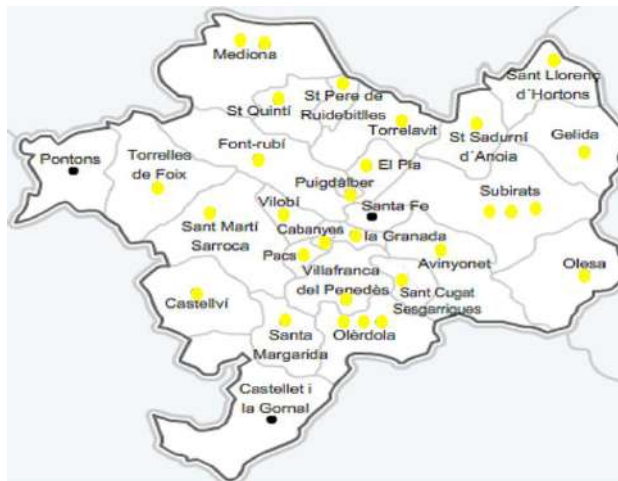 Mediona
Sant Llorenç
d´Hortons
St Pere de
Ruidebitlles
St Quintí
Torrelavit
St Sadurní
d´Anoia
Gelida
Font-rubí
Pontons
Torrelles
de Foix
El Pla
Puigdàlber
Subirats
Vilobí
Santa Fe
Sant Martí
Sarroca
Cabanyes
la Granada
Pacs
Avinyonet
Villafranca
del Penedès
Olesa
Castellví
Sant Cugat
Sesgarrigues
Santa
Margarida
Olèrdola
Castellet i
la Gornal